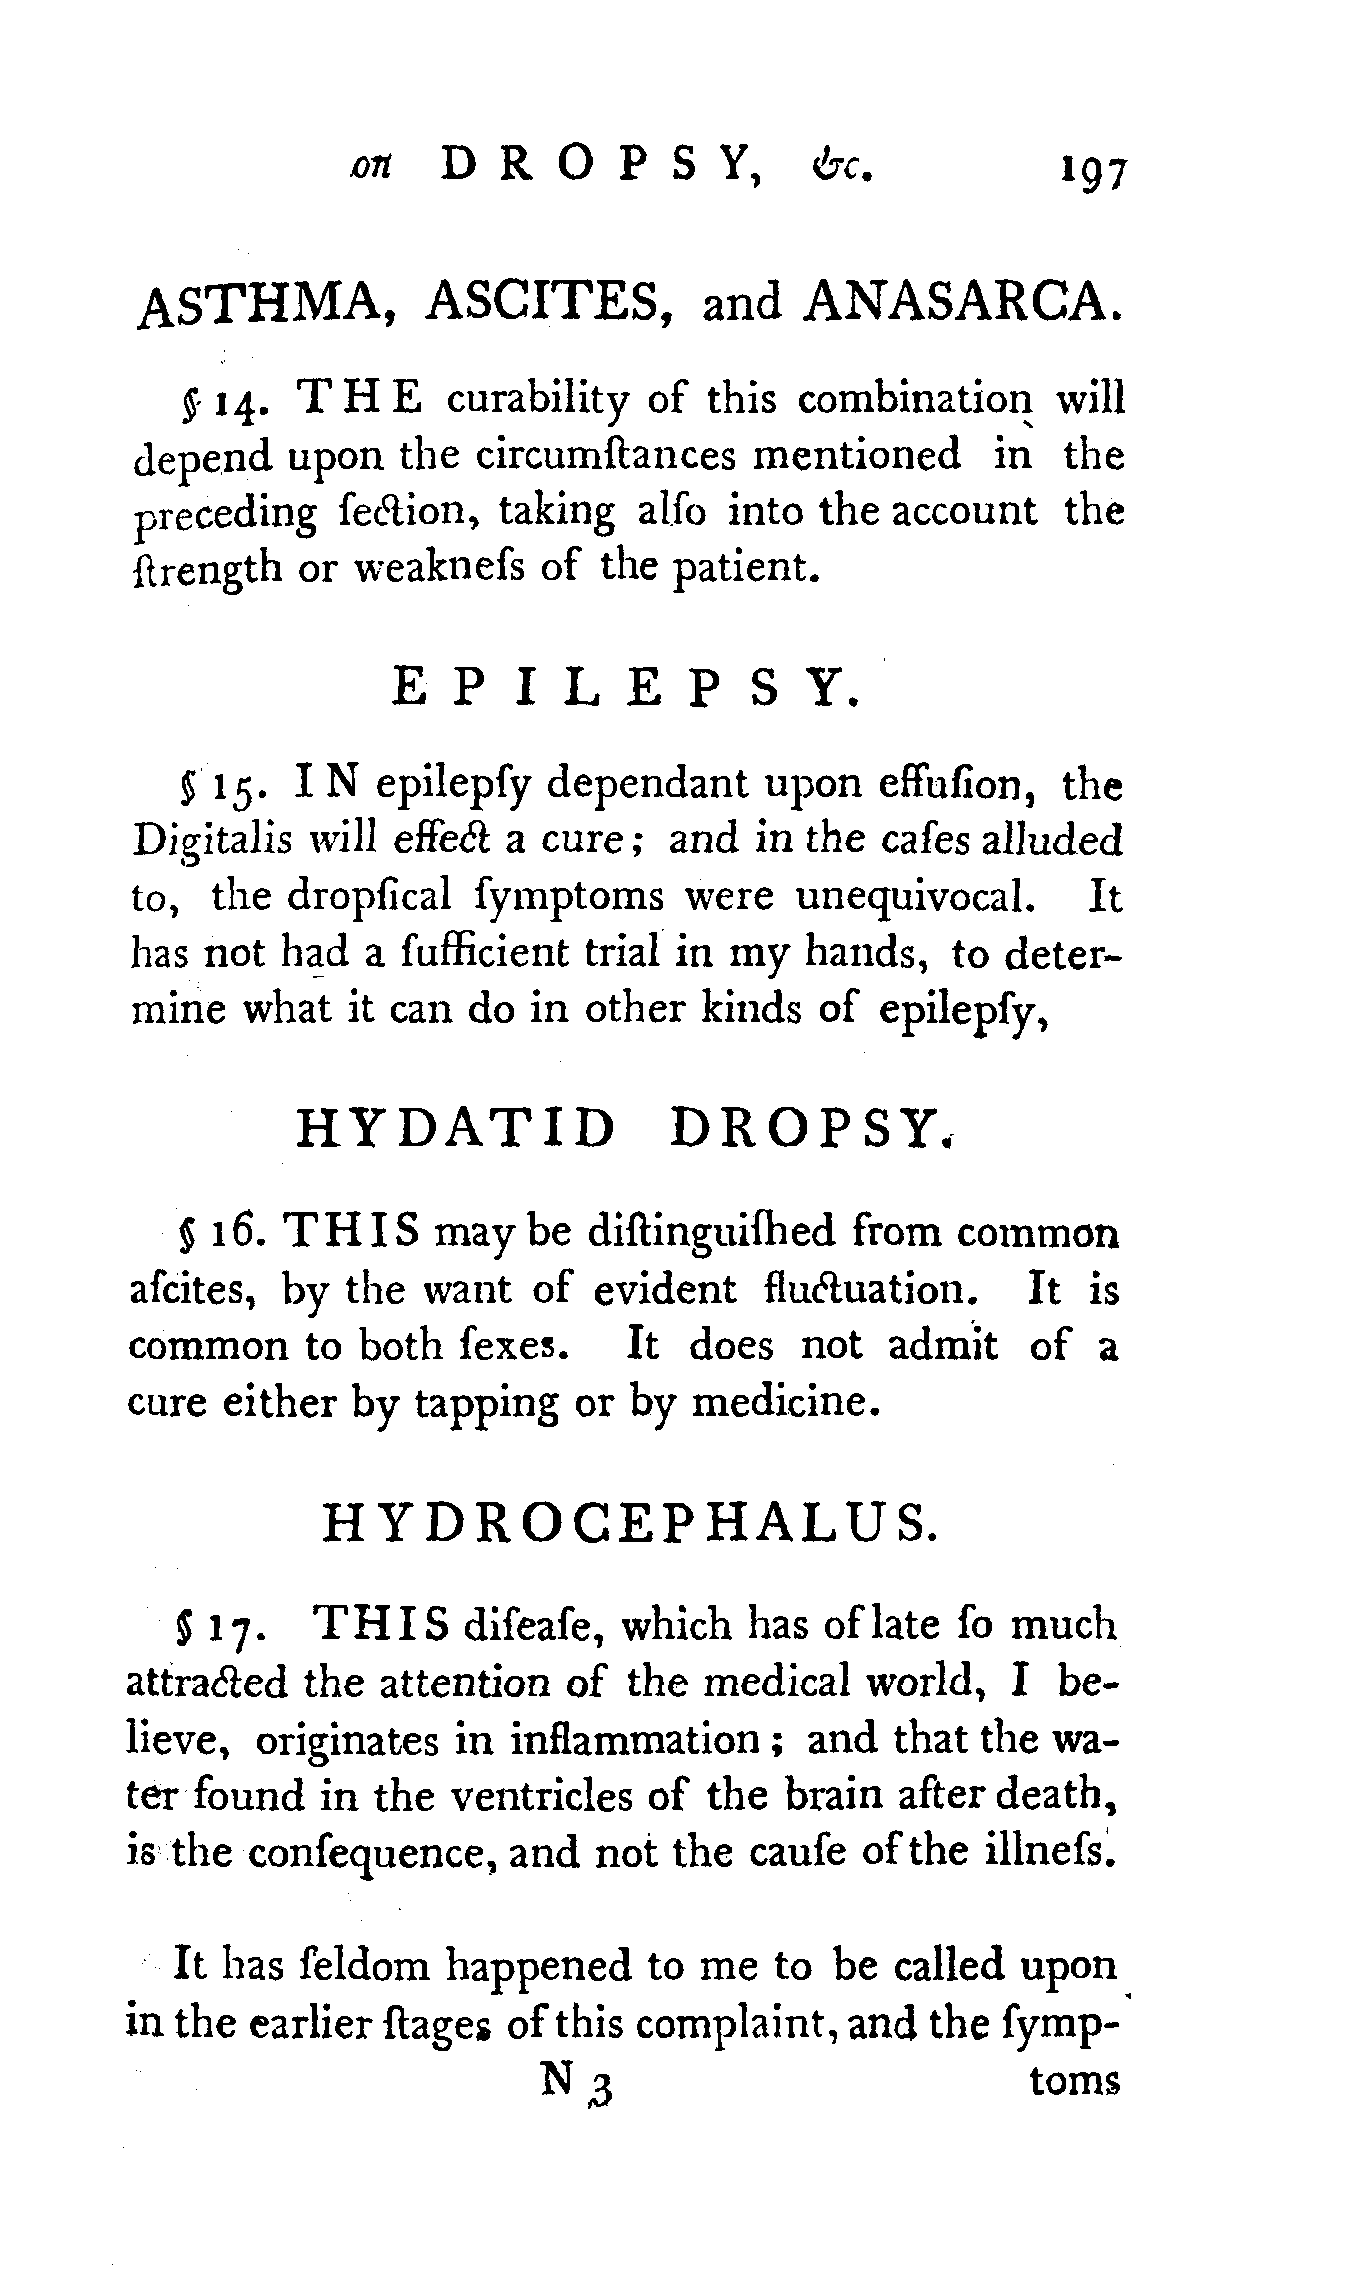 on DROPSY, &c. 197
ASTHMA, ASCITES, and ANASARCA.
§ 14. THE curability of this combination will
depend upon the circumſtances mentioned in the
preceding ſection, taking alſo into the account the
ſtrength or weakneſs of the patient.
EPILEPSY.
§ 15. IN epilepſy dependant upon effuſion, the
Digitalis will effect a cure; and in the caſes alluded
to, the dropſical ſymptoms were unequivocal. It
has not had a ſufficient trial in my hands, to deter-
mine what it can do in other kinds of epilepſy,
HYDATID DROPSY.
§ 16. THIS may be diſtinguiſhed from common
aſcites, by the want of evident fluctuation. It is
common to both ſexes. It does not admit of a
cure either by tapping or by medicine.
HYDROCEPHALUS.
§ 17. THIS diſeaſe, which has of late ſo much
attracted the attention of the medical world, I be-
lieve, originates in inflammation; and that the wa-
ter found in the ventricles of the brain after death,
is the conſequence, and not the cauſe of the illneſs.
It has ſeldom happened to me to be called upon
in the earlier ſtages of this complaint, and the ſymp-
N 3 toms